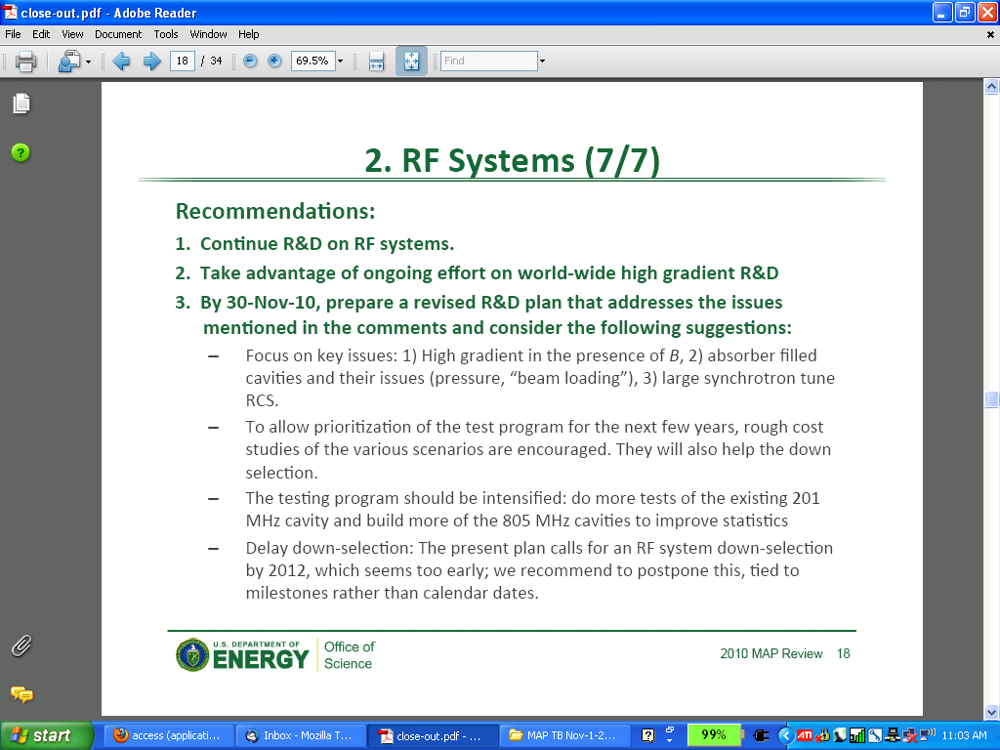 close-out.pdf - Adobe Reader
File Edit View Document Tools Window Help
18 / 34 69.5% Find
2. RF Systems (7/7)
Recommendations:
1. Continue R&D on RF systems.
2. Take advantage of ongoing effort on world-wide high gradient R&D
3. By 30-Nov-10, prepare a revised R&D plan that addresses the issues
mentioned in the comments and consider the following suggestions:
– Focus on key issues: 1) High gradient in the presence of B, 2) absorber filled
cavities and their issues (pressure, “beam loading”), 3) large synchrotron tune
RCS.
– To allow prioritization of the test program for the next few years, rough cost
studies of the various scenarios are encouraged. They will also help the down
selection.
– The testing program should be intensified: do more tests of the existing 201
MHz cavity and build more of the 805 MHz cavities to improve statistics
– Delay down-selection: The present plan calls for an RF system down-selection
by 2012, which seems too early; we recommend to postpone this, tied to
milestones rather than calendar dates.
U.S. DEPARTMENT OF
ENERGY
Office of
Science
2010 MAP Review 18
start access (applicati... Inbox - Mozilla T... close-out.pdf - ... MAP TB Nov-1-2... 99% 11:03 AM